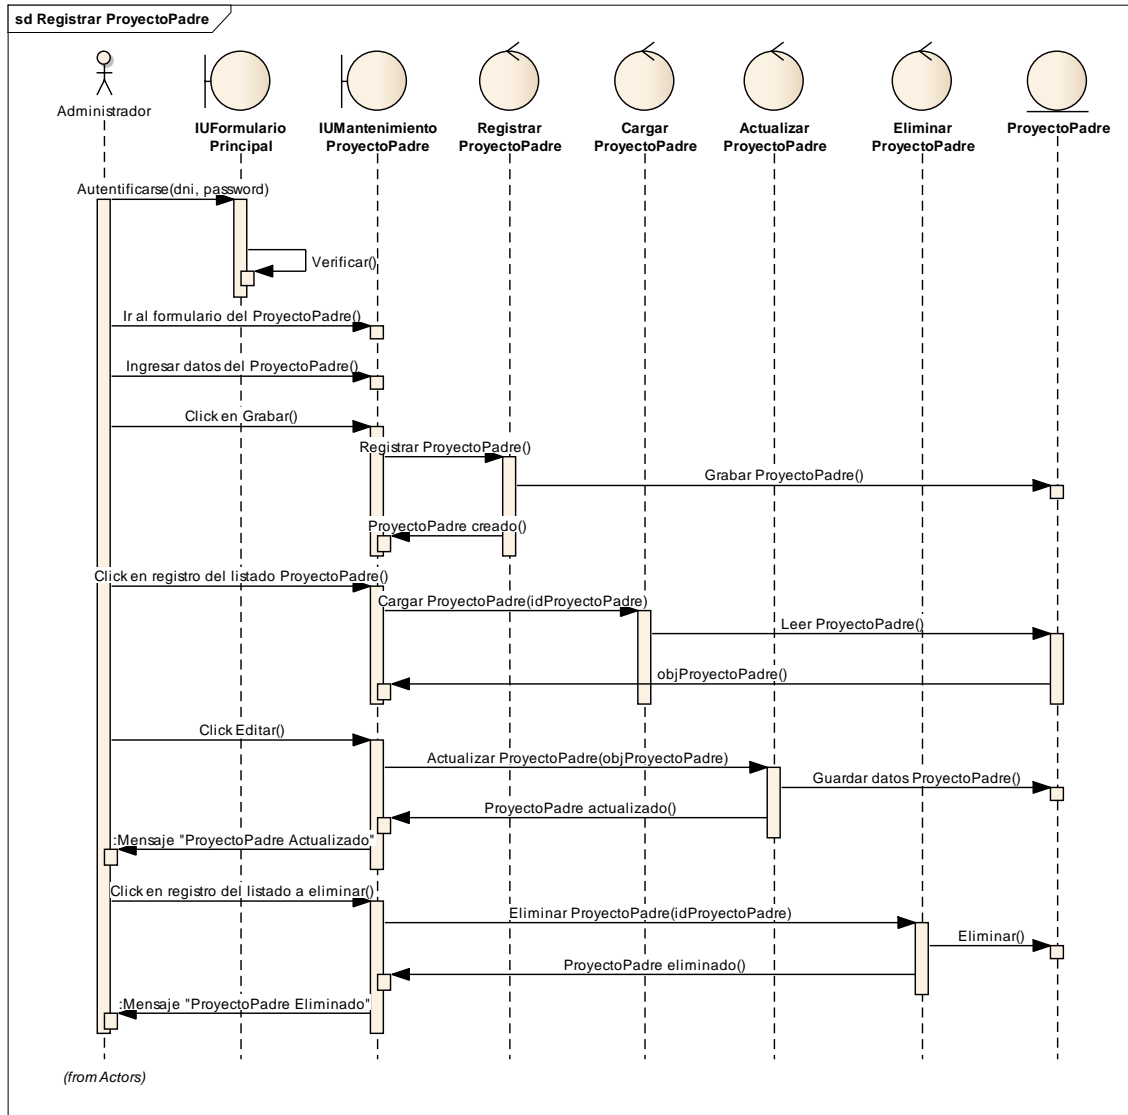 sd Registrar ProyectoPadre
Administrador
IUFormulario
Principal
IUMantenimiento
ProyectoPadre
Registrar
ProyectoPadre
Cargar
ProyectoPadre
Actualizar
ProyectoPadre
Eliminar
ProyectoPadre
ProyectoPadre
Autentificarse(dni, password)
Verificar()
Ir al formulario del ProyectoPadre()
Ingresar datos del ProyectoPadre()
Click en Grabar()
Registrar ProyectoPadre()
Grabar ProyectoPadre()
ProyectoPadre creado()
Click en registro del listado ProyectoPadre()
Cargar ProyectoPadre(idProyectoPadre)
Leer ProyectoPadre()
objProyectoPadre()
Click Editar()
Actualizar ProyectoPadre(objProyectoPadre)
Guardar datos ProyectoPadre()
ProyectoPadre actualizado()
:Mensaje "ProyectoPadre Actualizado"
Click en registro del listado a eliminar()
Eliminar ProyectoPadre(idProyectoPadre)
Eliminar()
ProyectoPadre eliminado()
:Mensaje "ProyectoPadre Eliminado"
(from Actors)